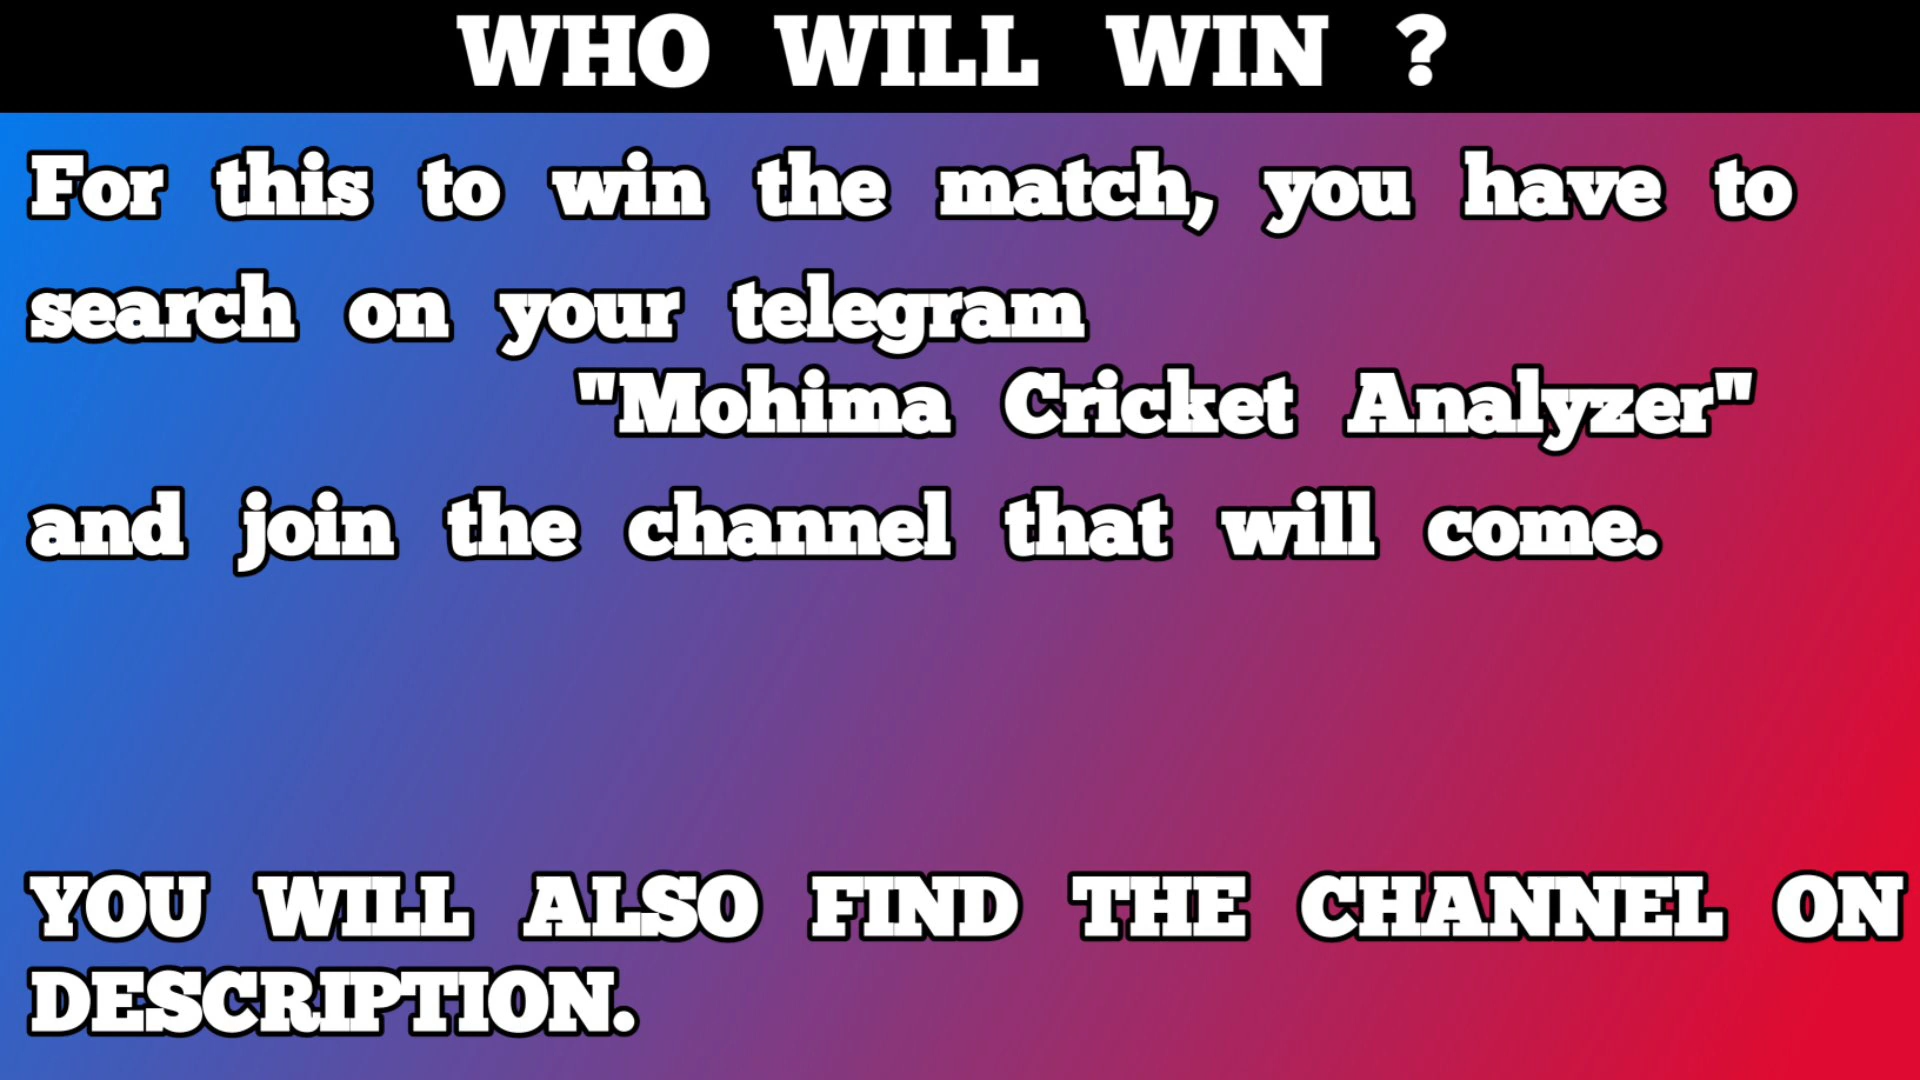 WHO WILL WIN ?
For this to win the match, you have to
search on your telegram
"Mohima Cricket Analyzer"
and join the channel that will come.
YOU WILL ALSO FIND THE CHANNEL ON
DESCRIPTION.